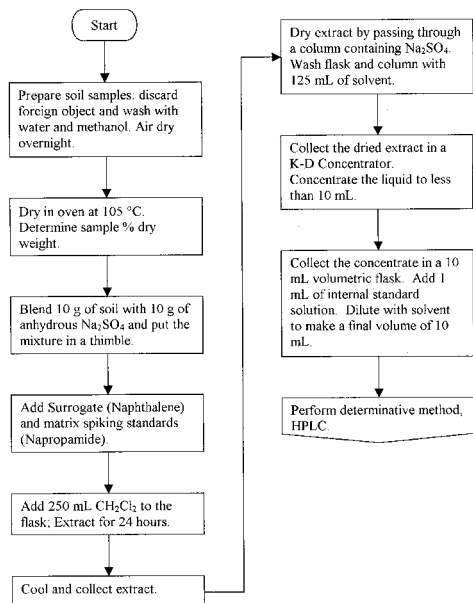 Start
Prepare soil samples: discard
foreign object and wash with
water and methanol. Air dry
overnight.
Dry in oven at 105 °C.
Determine sample % dry
weight.
Blend 10 g of soil with 10 g of
anhydrous Na₂SO₄ and put the
mixture in a thimble.
Add Surrogate (Naphthalene)
and matrix spiking standards
(Napropamide).
Add 250 mL CH₂Cl₂ to the
flask; Extract for 24 hours.
Cool and collect extract.
Dry extract by passing through
a column containing Na₂SO₄.
Wash flask and column with
125 mL of solvent.
Collect the dried extract in a
K-D Concentrator.
Concentrate the liquid to less
than 10 mL.
Collect the concentrate in a 10
mL volumetric flask. Add 1
mL of internal standard
solution. Dilute with solvent
to make a final volume of 10
mL.
Perform determinative method,
HPLC.